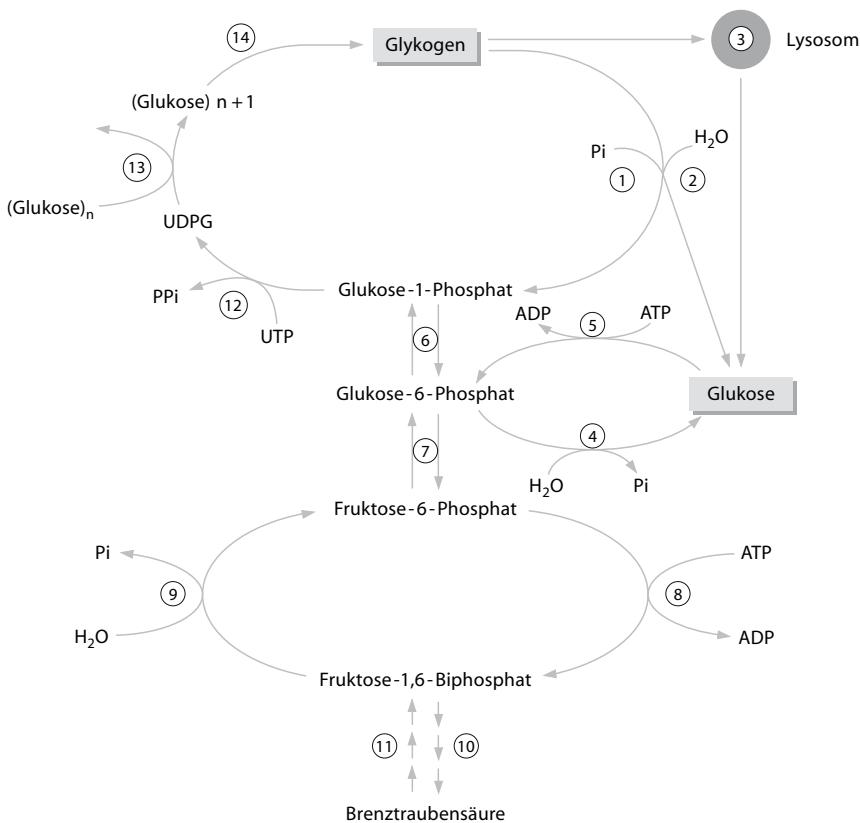 14
Glykogen
3
Lysosom
(Glukose) n + 1
13
(Glukose)n
UDPG
Pi
H2O
1
2
PPi
12
UTP
Glukose-1-Phosphat
ADP
5
ATP
6
Glukose-6-Phosphat
Glukose
4
7
H2O
Pi
Fruktose-6-Phosphat
Pi
9
H2O
ATP
8
ADP
Fruktose-1,6-Biphosphat
11
10
Brenztraubensäure